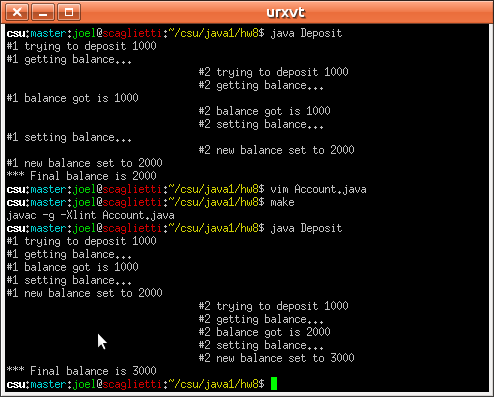 urxvt
csu:master:joel@scaglietti:~/csu/java1/hw8$ java Deposit
#1 trying to deposit 1000
#1 getting balance...
#2 trying to deposit 1000
#2 getting balance...
#1 balance got is 1000
#2 balance got is 1000
#2 setting balance...
#1 setting balance...
#2 new balance set to 2000
#1 new balance set to 2000
*** Final balance is 2000
csu:master:joel@scaglietti:~/csu/java1/hw8$ vim Account.java
csu:master:joel@scaglietti:~/csu/java1/hw8$ make
javac -g -Xlint Account.java
csu:master:joel@scaglietti:~/csu/java1/hw8$ java Deposit
#1 trying to deposit 1000
#1 getting balance...
#1 balance got is 1000
#1 setting balance...
#1 new balance set to 2000
#2 trying to deposit 1000
#2 getting balance...
#2 balance got is 2000
#2 setting balance...
#2 new balance set to 3000
*** Final balance is 3000
csu:master:joel@scaglietti:~/csu/java1/hw8$